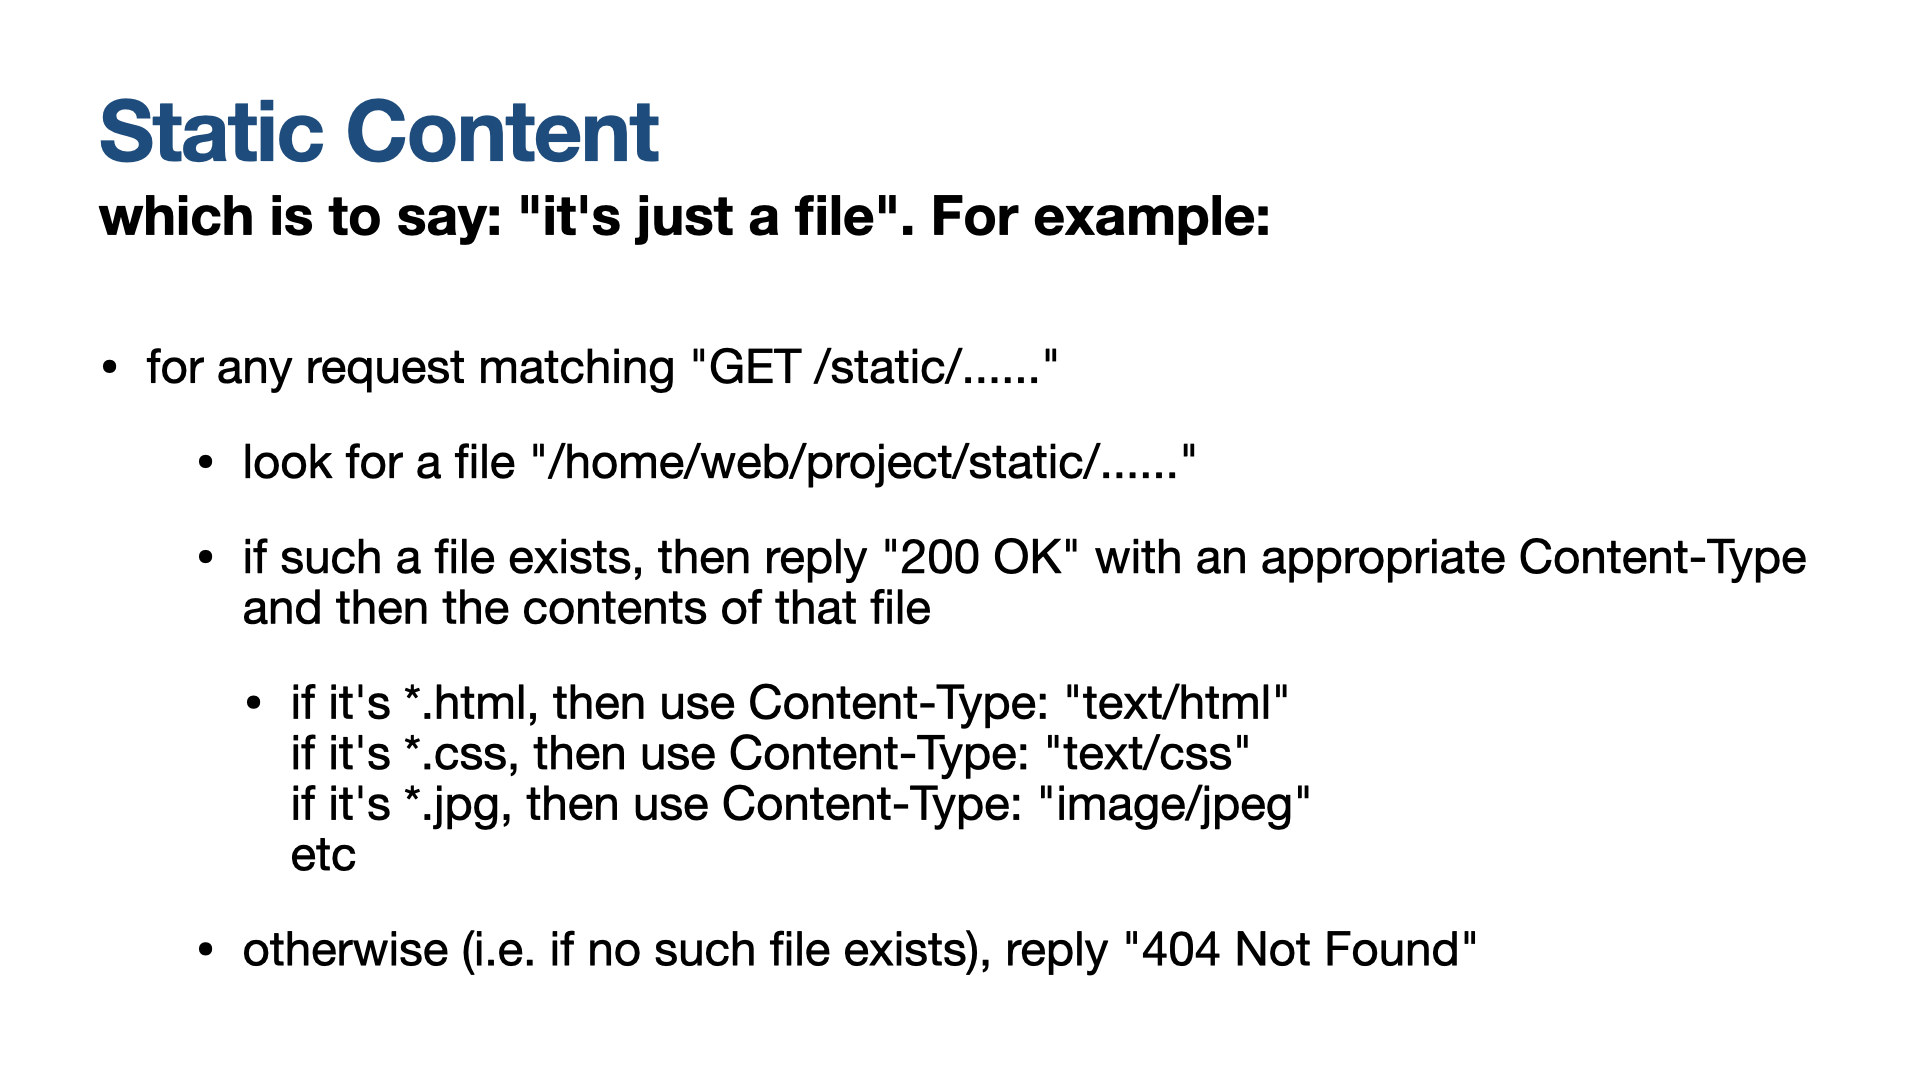 Static Content
which is to say: "it's just a file". For example:
• for any request matching "GET /static/......"
• look for a file "/home/web/project/static/......"
• if such a file exists, then reply "200 OK" with an appropriate Content-Type
and then the contents of that file
• if it's *.html, then use Content-Type: "text/html"
if it's *.css, then use Content-Type: "text/css"
if it's *.jpg, then use Content-Type: "image/jpeg"
etc
• otherwise (i.e. if no such file exists), reply "404 Not Found"